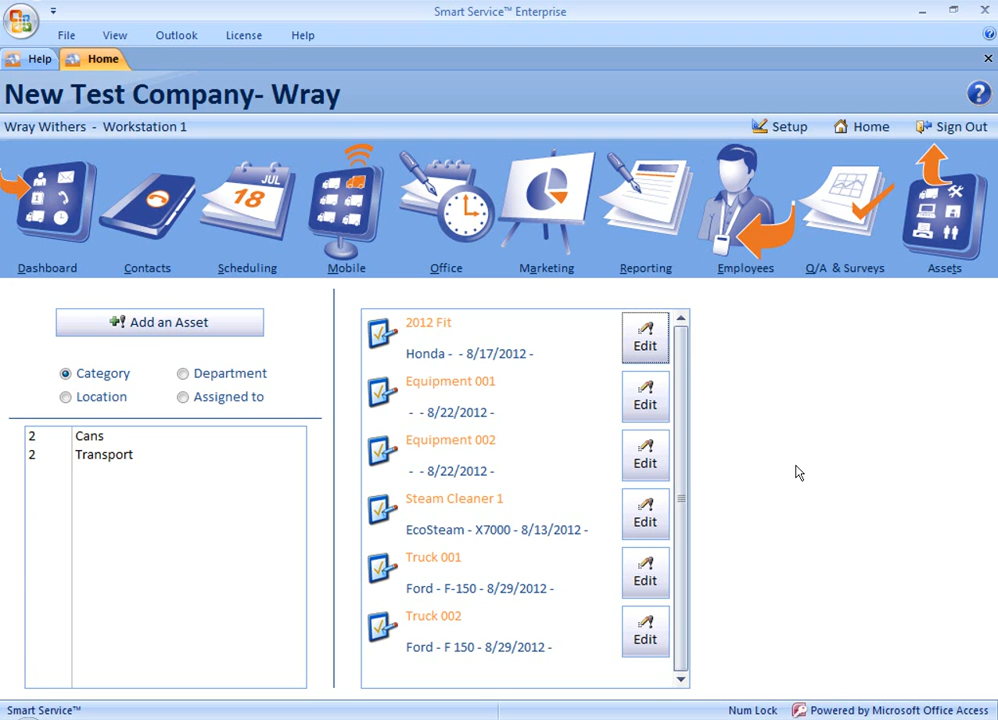 Smart Service™ Enterprise
File View Outlook License Help
Help Home
New Test Company- Wray
Wray Withers - Workstation 1 Setup Home Sign Out
JUL
18
Dashboard Contacts Scheduling Mobile Office Marketing Reporting Employees Q/A & Surveys Assets
Add an Asset
Category Department
Location Assigned to
2 Cans
2 Transport
2012 Fit
Honda - - 8/17/2012 -
Edit
Equipment 001
- - 8/22/2012 -
Edit
Equipment 002
- - 8/22/2012 -
Edit
Steam Cleaner 1
EcoSteam - X7000 - 8/13/2012 -
Edit
Truck 001
Ford - F-150 - 8/29/2012 -
Edit
Truck 002
Ford - F 150 - 8/29/2012 -
Edit
Smart Service™ Num Lock Powered by Microsoft Office Access